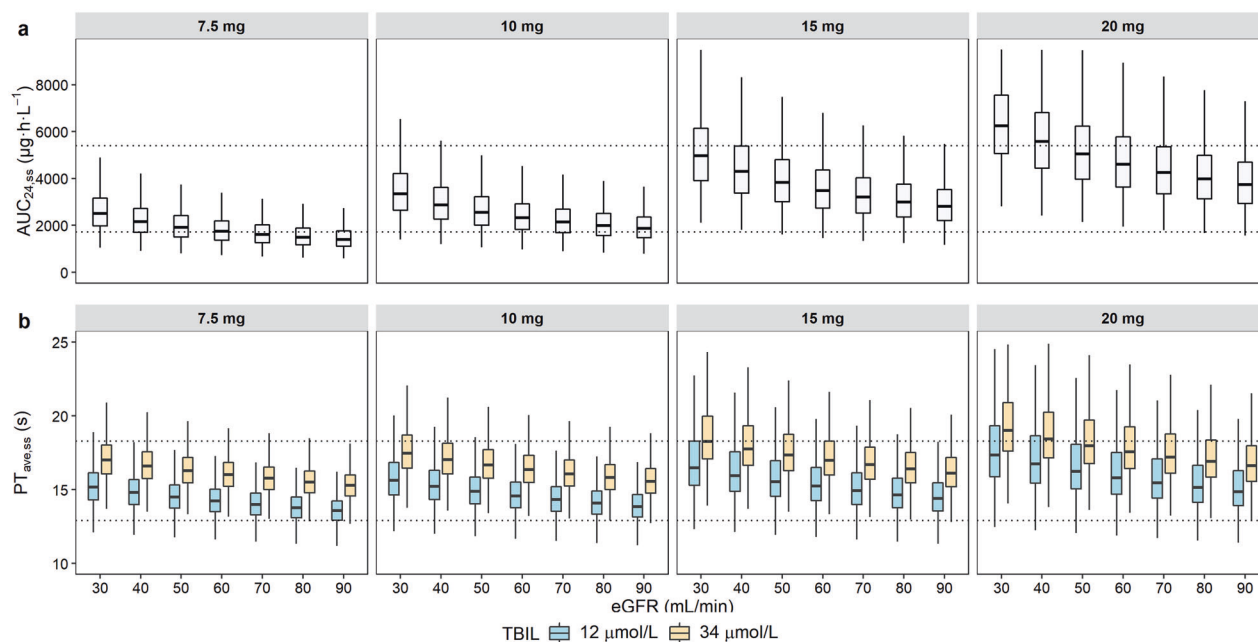 a
7.5 mg
10 mg
15 mg
20 mg
AUC24,ss (µg·h·L−1)
8000
6000
4000
2000
0
b
7.5 mg
10 mg
15 mg
20 mg
PTave,ss (s)
25
20
15
10
30 40 50 60 70 80 90
30 40 50 60 70 80 90
30 40 50 60 70 80 90
30 40 50 60 70 80 90
eGFR (mL/min)
TBIL 12 µmol/L 34 µmol/L